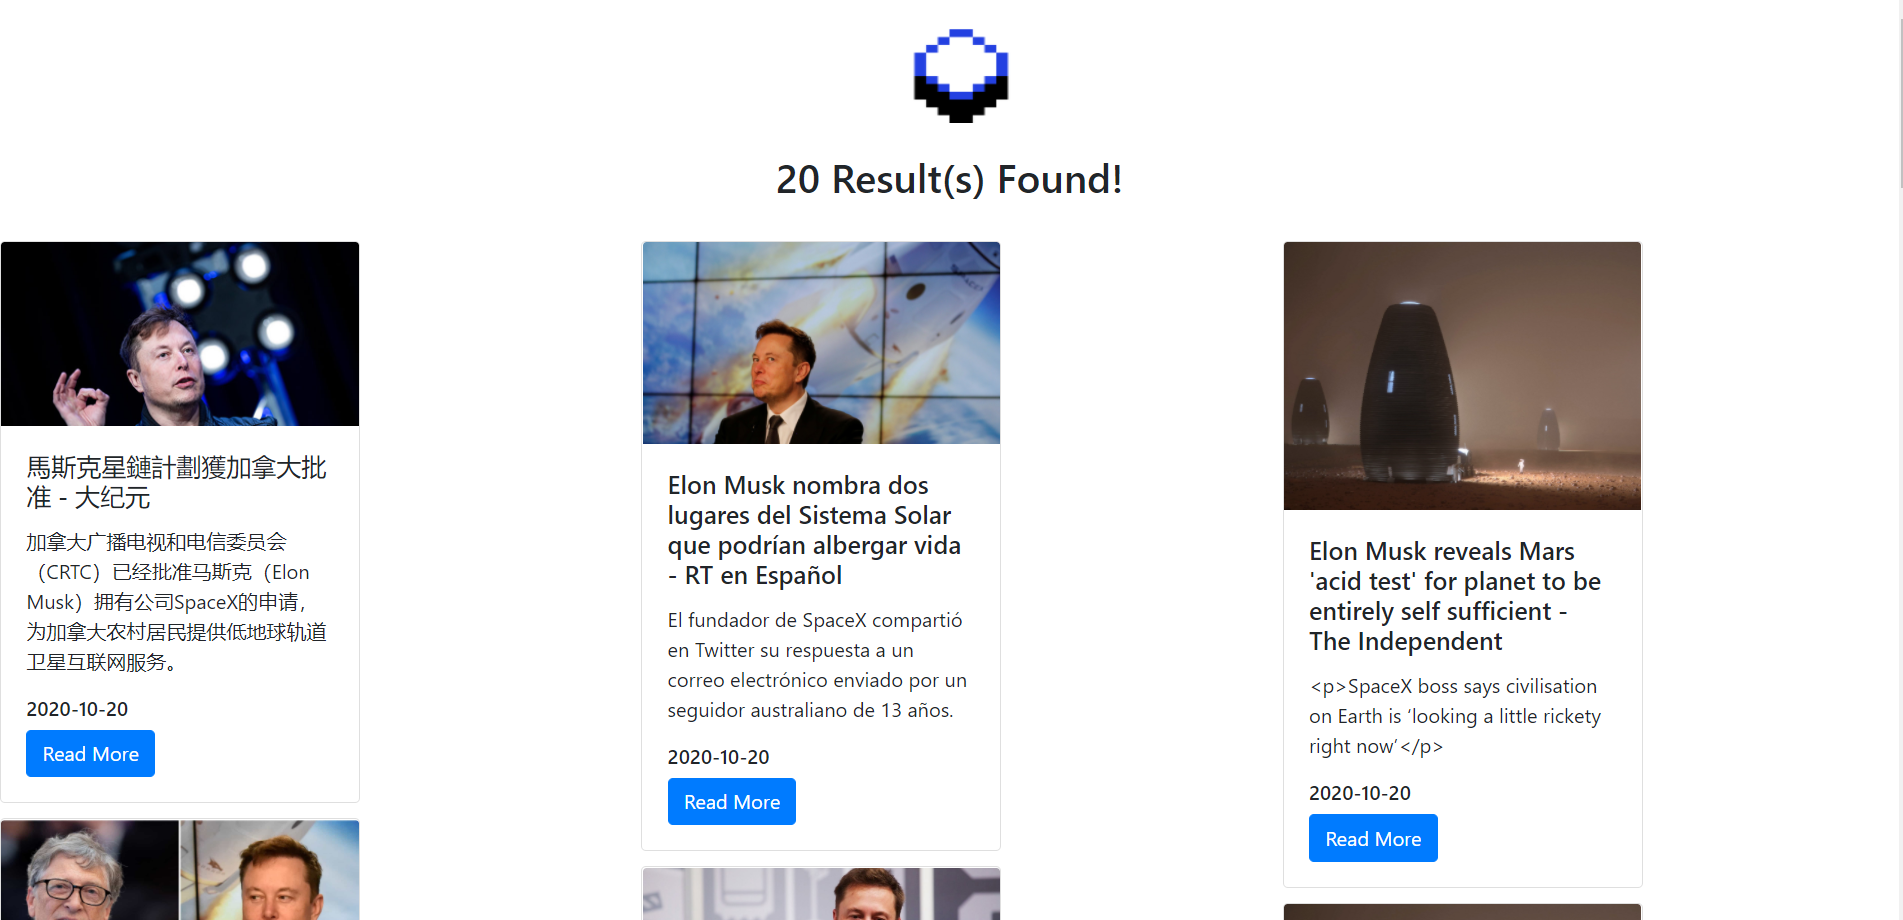 20 Result(s) Found!
馬斯克星鏈計劃獲加拿大批
准 - 大纪元
加拿大广播电视和电信委员会
（CRTC）已经批准马斯克（Elon
Musk）拥有公司SpaceX的申请，
为加拿大农村居民提供低地球轨道
卫星互联网服务。
2020-10-20
Read More
Elon Musk nombra dos
lugares del Sistema Solar
que podrían albergar vida
- RT en Español
El fundador de SpaceX compartió
en Twitter su respuesta a un
correo electrónico enviado por un
seguidor australiano de 13 años.
2020-10-20
Read More
Elon Musk reveals Mars
'acid test' for planet to be
entirely self sufficient -
The Independent
<p>SpaceX boss says civilisation
on Earth is ‘looking a little rickety
right now’</p>
2020-10-20
Read More